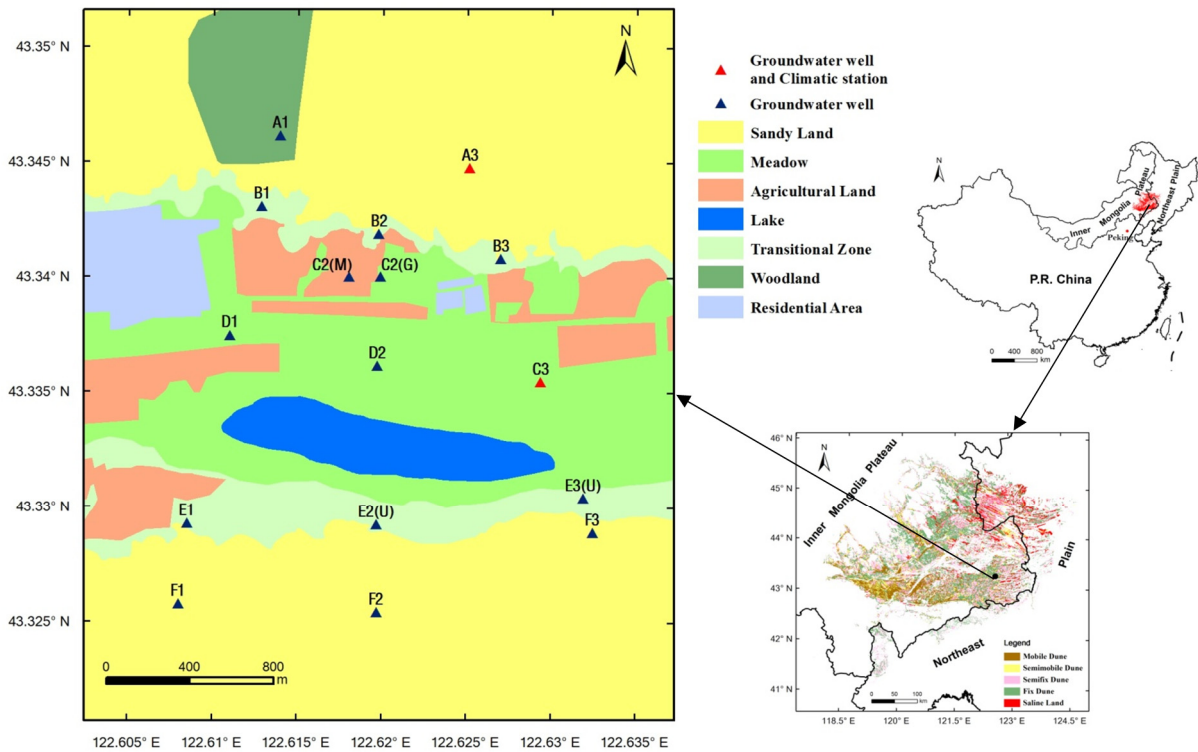 43.35° N
43.345° N
43.34° N
43.335° N
43.33° N
43.325° N
N
A1
A3
B1
B2
B3
C2(M)
C2(G)
D1
D2
C3
E3(U)
E1
E2(U)
F3
F1
F2
0 400 800
m
122.605° E 122.61° E 122.615° E 122.62° E 122.625° E 122.63° E 122.635° E
Groundwater well
and Climatic station
Groundwater well
Sandy Land
Meadow
Agricultural Land
Lake
Transitional Zone
Woodland
Residential Area
N
Inner Mongolia Plateau
Northeast Plain
Peking
P.R. China
0 400 800
km
46° N
45° N
44° N
43° N
42° N
41° N
N
Inner Mongolia Plateau
Northeast Plain
Legend
Mobile Dune
Semimobile Dune
Semifix Dune
Fix Dune
Saline Land
0 50 100
km
118.5° E 120° E 121.5° E 123° E 124.5° E